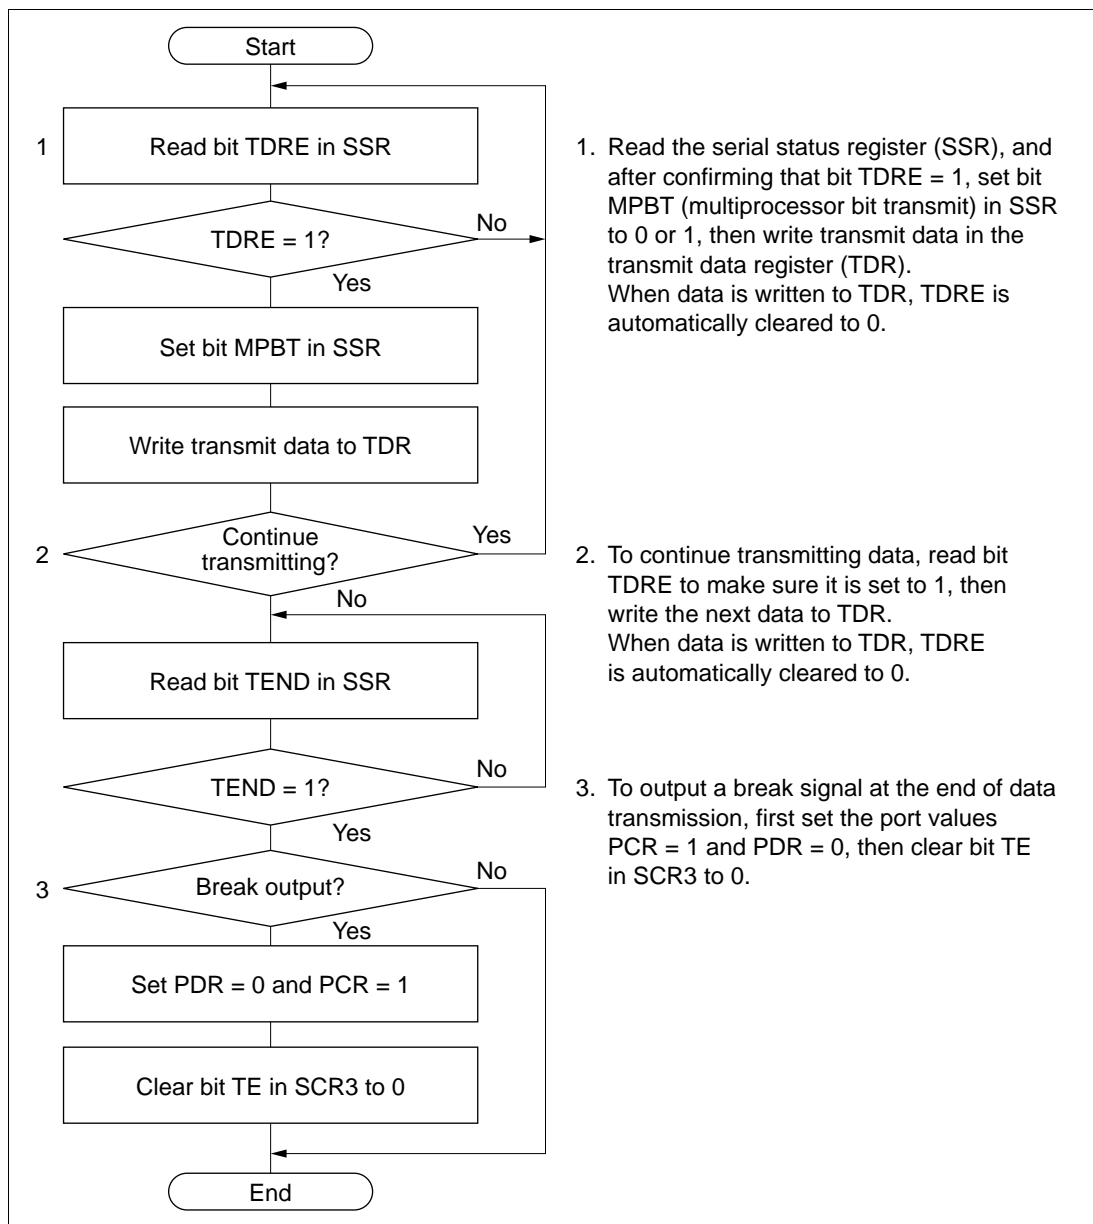 Start
1
Read bit TDRE in SSR
TDRE = 1?
No
Yes
Set bit MPBT in SSR
Write transmit data to TDR
2
Continue
transmitting?
Yes
No
Read bit TEND in SSR
TEND = 1?
No
Yes
3
Break output?
No
Yes
Set PDR = 0 and PCR = 1
Clear bit TE in SCR3 to 0
End
1. Read the serial status register (SSR), and
after confirming that bit TDRE = 1, set bit
MPBT (multiprocessor bit transmit) in SSR
to 0 or 1, then write transmit data in the
transmit data register (TDR).
When data is written to TDR, TDRE is
automatically cleared to 0.
2. To continue transmitting data, read bit
TDRE to make sure it is set to 1, then
write the next data to TDR.
When data is written to TDR, TDRE
is automatically cleared to 0.
3. To output a break signal at the end of data
transmission, first set the port values
PCR = 1 and PDR = 0, then clear bit TE
in SCR3 to 0.